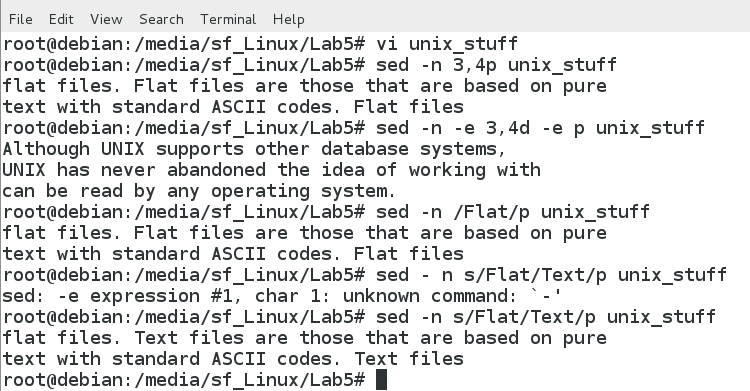 File Edit View Search Terminal Help
root@debian:/media/sf_Linux/Lab5# vi unix_stuff
root@debian:/media/sf_Linux/Lab5# sed -n 3,4p unix_stuff
flat files. Flat files are those that are based on pure
text with standard ASCII codes. Flat files
root@debian:/media/sf_Linux/Lab5# sed -n -e 3,4d -e p unix_stuff
Although UNIX supports other database systems,
UNIX has never abandoned the idea of working with
can be read by any operating system.
root@debian:/media/sf_Linux/Lab5# sed -n /Flat/p unix_stuff
flat files. Flat files are those that are based on pure
text with standard ASCII codes. Flat files
root@debian:/media/sf_Linux/Lab5# sed - n s/Flat/Text/p unix_stuff
sed: -e expression #1, char 1: unknown command: `-'
root@debian:/media/sf_Linux/Lab5# sed -n s/Flat/Text/p unix_stuff
flat files. Text files are those that are based on pure
text with standard ASCII codes. Text files
root@debian:/media/sf_Linux/Lab5#